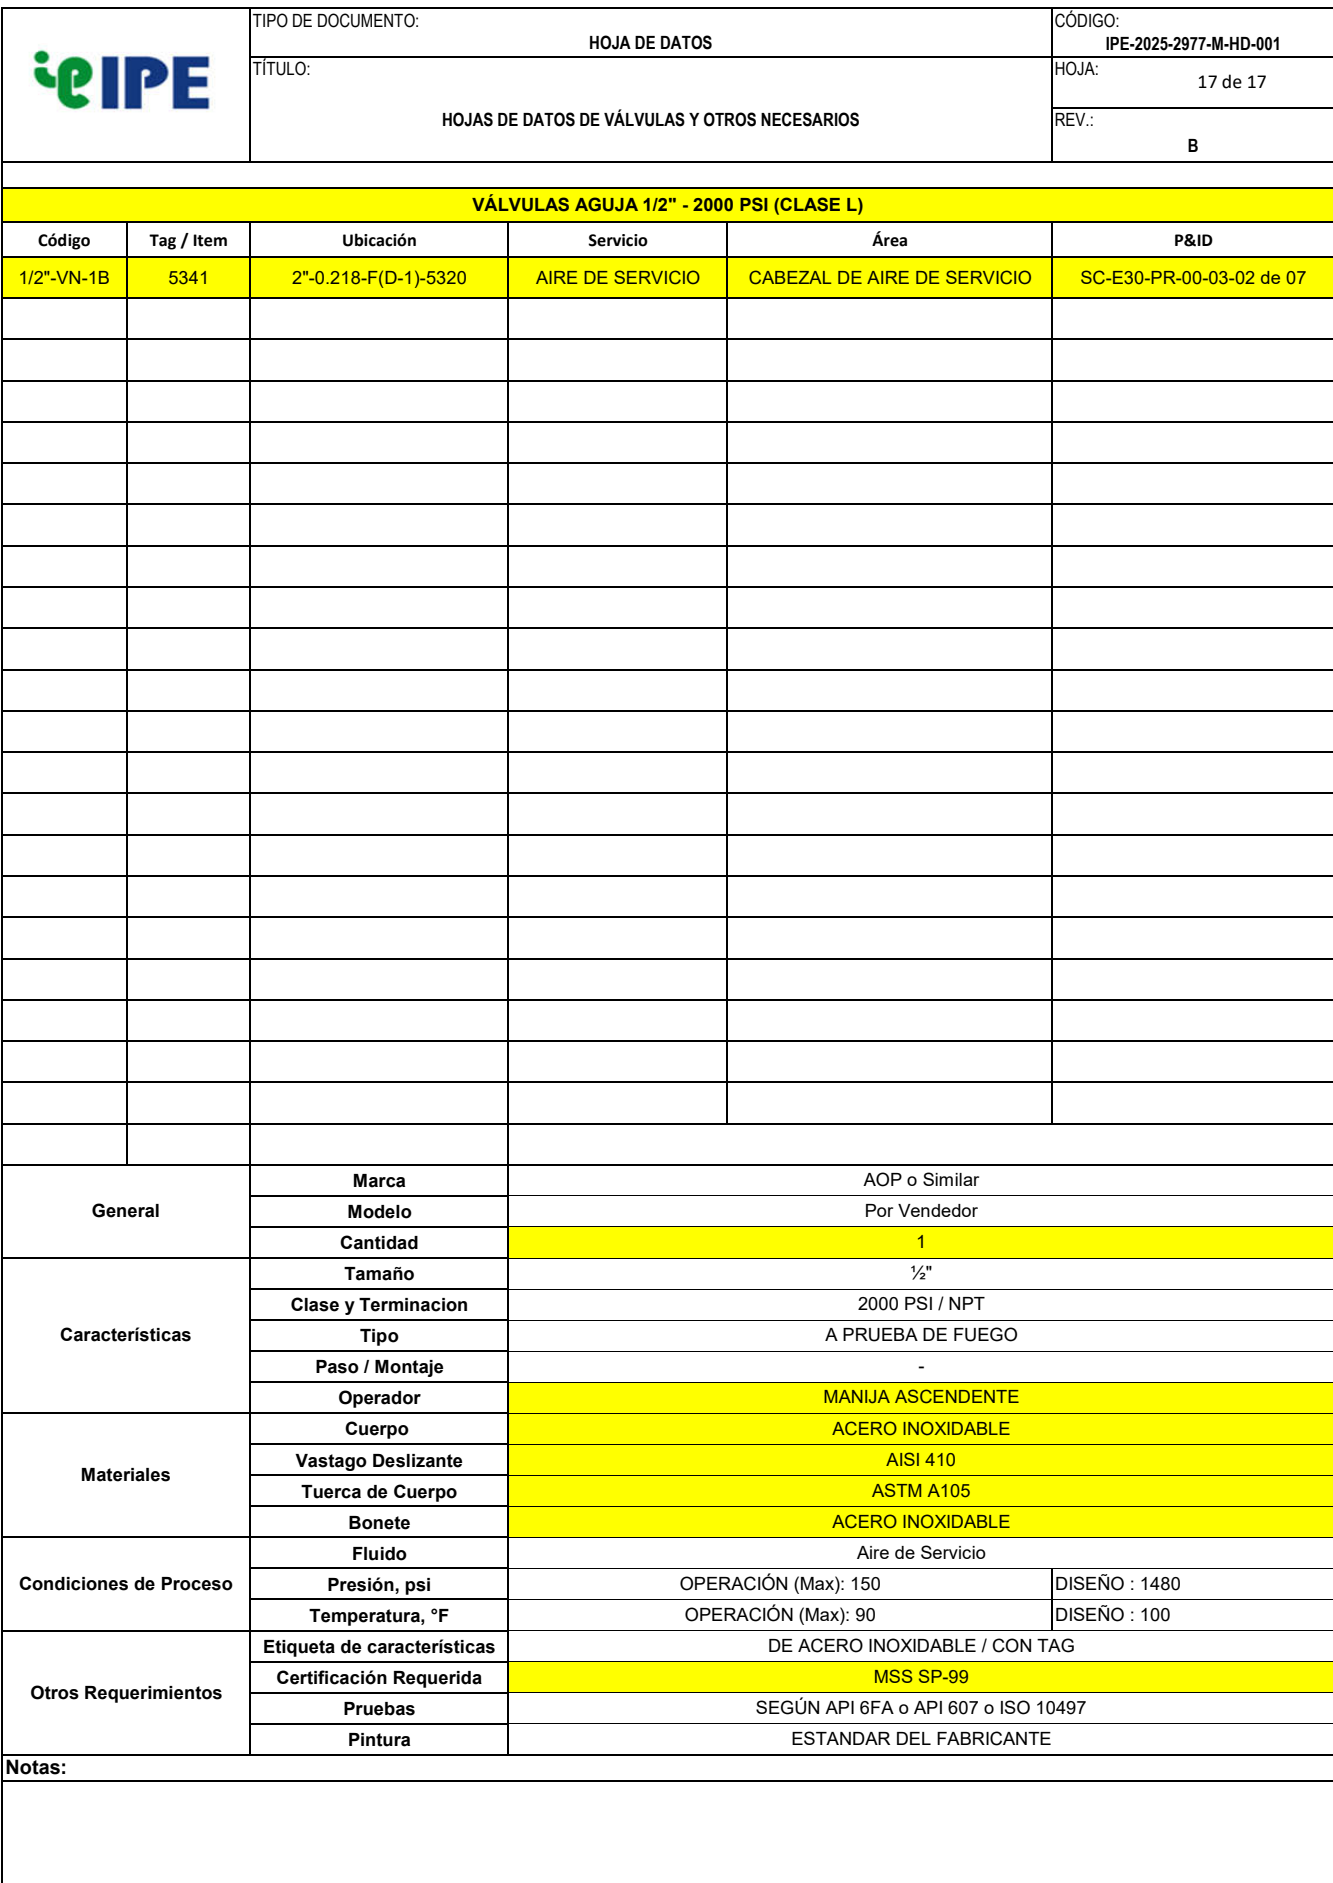 IPE
TIPO DE DOCUMENTO:
HOJA DE DATOS
CÓDIGO:
IPE-2025-2977-M-HD-001
TÍTULO:
HOJAS DE DATOS DE VÁLVULAS Y OTROS NECESARIOS
HOJA:
17 de 17
REV.:
B
VÁLVULAS AGUJA 1/2" - 2000 PSI (CLASE L)
Código Tag / Item Ubicación Servicio Área P&ID
1/2"-VN-1B 5341 2"-0.218-F(D-1)-5320 AIRE DE SERVICIO CABEZAL DE AIRE DE SERVICIO SC-E30-PR-00-03-02 de 07
General
Marca AOP o Similar
Modelo Por Vendedor
Cantidad 1
Características
Tamaño ½"
Clase y Terminacion 2000 PSI / NPT
Tipo A PRUEBA DE FUEGO
Paso / Montaje -
Operador MANIJA ASCENDENTE
Materiales
Cuerpo ACERO INOXIDABLE
Vastago Deslizante AISI 410
Tuerca de Cuerpo ASTM A105
Bonete ACERO INOXIDABLE
Condiciones de Proceso
Fluido Aire de Servicio
Presión, psi OPERACIÓN (Max): 150 DISEÑO : 1480
Temperatura, °F OPERACIÓN (Max): 90 DISEÑO : 100
Otros Requerimientos
Etiqueta de características DE ACERO INOXIDABLE / CON TAG
Certificación Requerida MSS SP-99
Pruebas SEGÚN API 6FA o API 607 o ISO 10497
Pintura ESTANDAR DEL FABRICANTE
Notas: